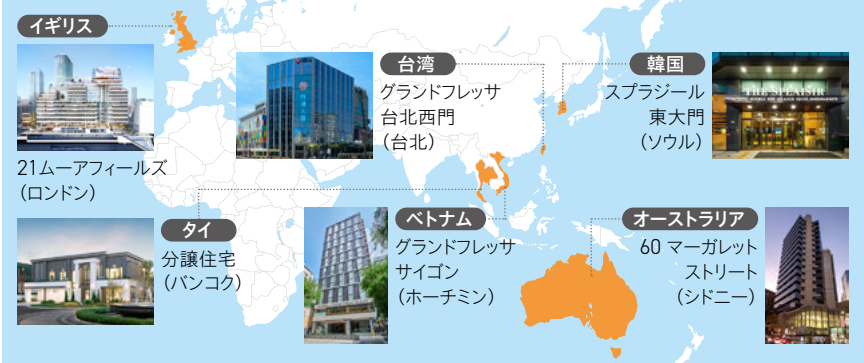 イギリス
21ムーアフィールズ
（ロンドン）
台湾
グランドフレッサ
台北西門
（台北）
韓国
スプラジール
東大門
（ソウル）
タイ
分譲住宅
（バンコク）
ベトナム
グランドフレッサ
サイゴン
（ホーチミン）
オーストラリア
60 マーガレット
ストリート
（シドニー）